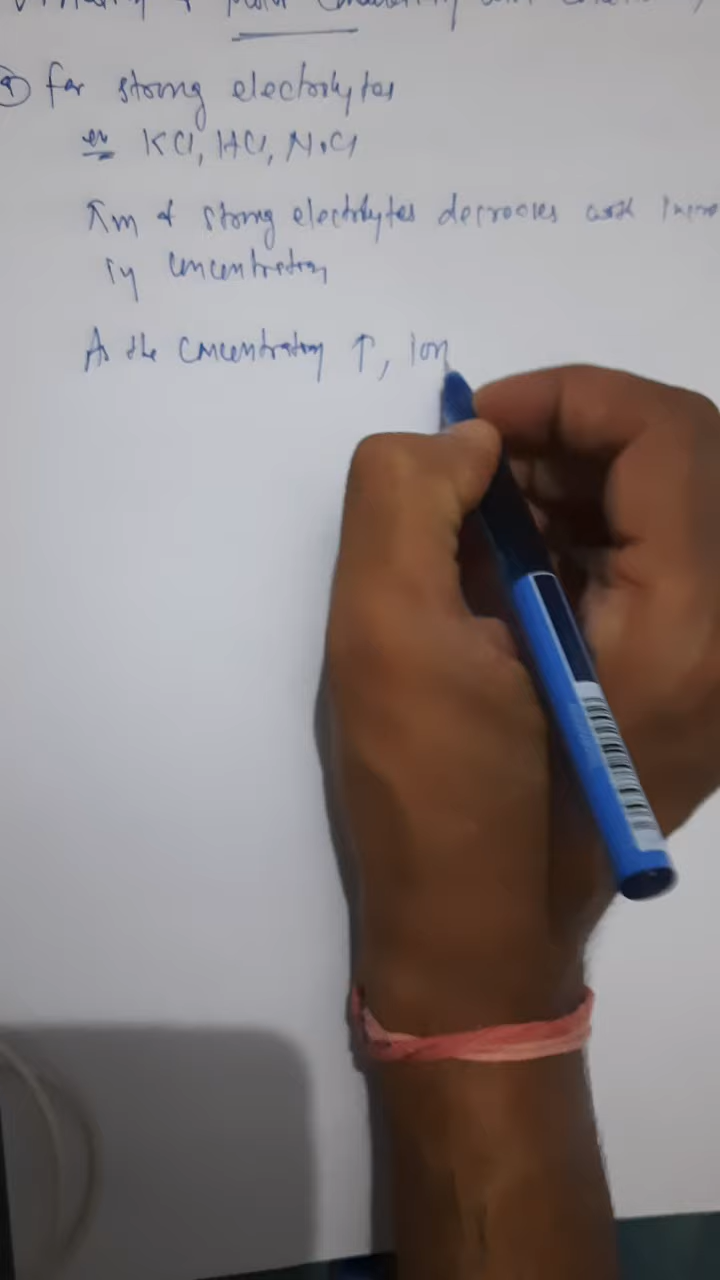 for strong electrolytes
ex KCl, HCl, NaCl
Λm of strong electrolytes decreases with
in concentration
As the concentration ↑, ion